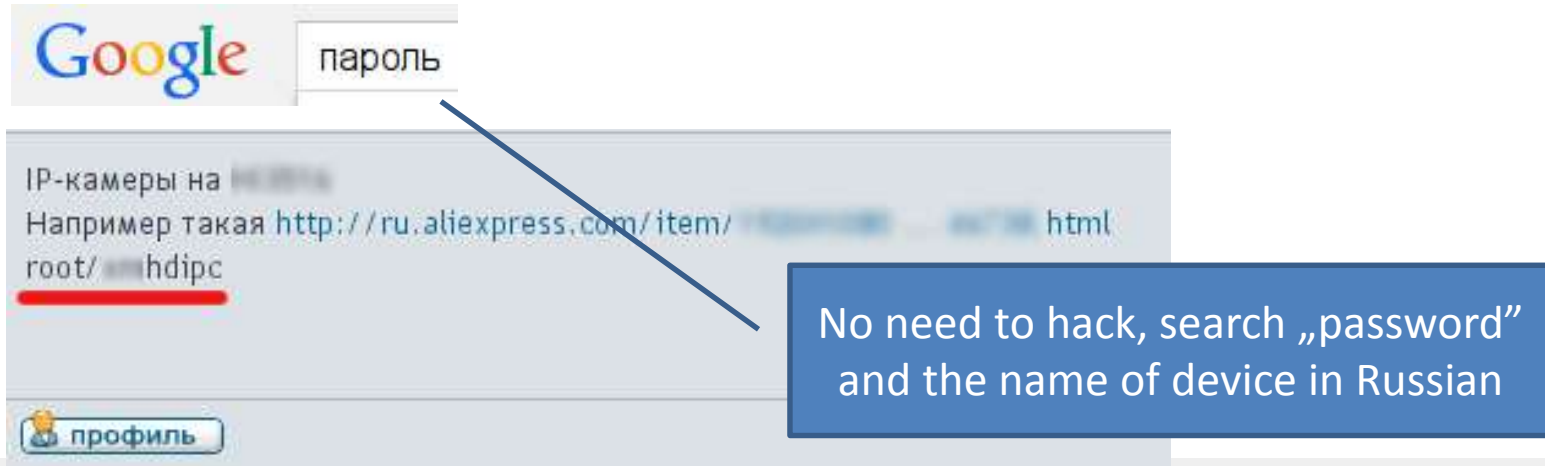 Google пароль
IP-камеры на
Например такая http://ru.aliexpress.com/item/ ... html
root/ hdipc
No need to hack, search „password”
and the name of device in Russian
профиль